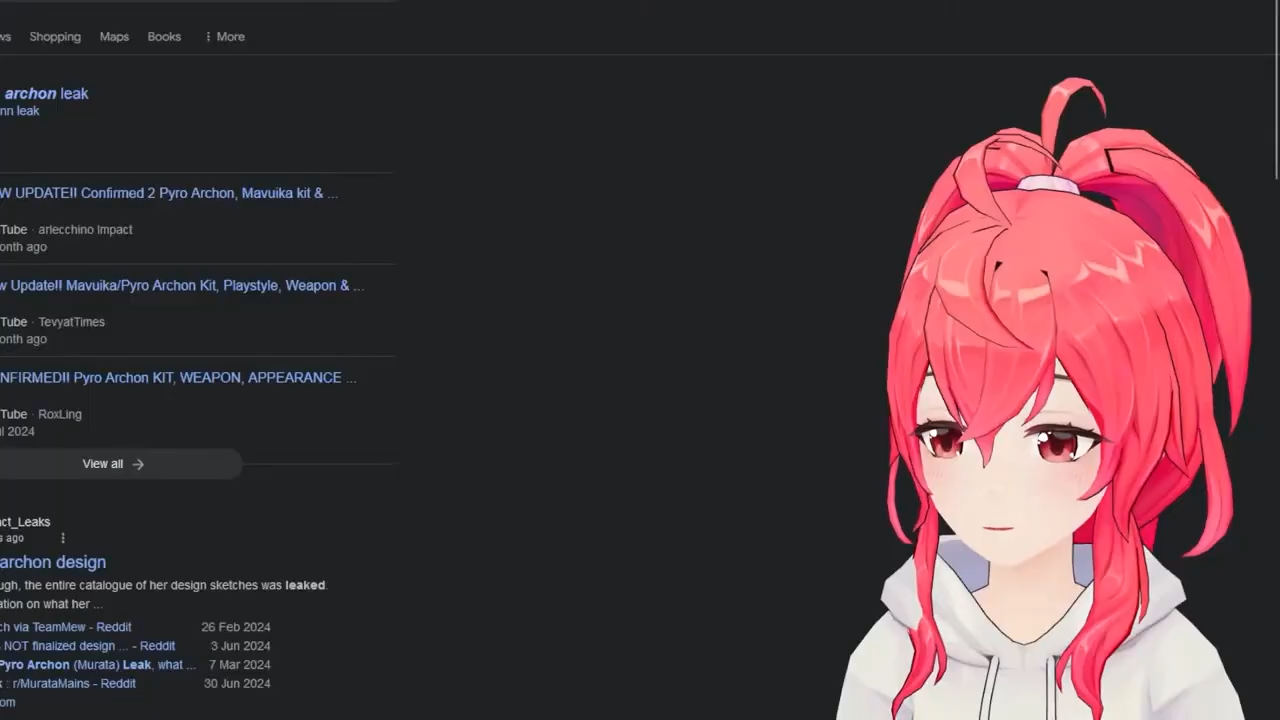 ws Shopping Maps Books ⋮ More
archon leak
nn leak
W UPDATE!! Confirmed 2 Pyro Archon, Mavuika kit & ...
Tube · arlecchino Impact
onth ago
w Update!! Mavuika/Pyro Archon Kit, Playstyle, Weapon & ...
Tube · TevyatTimes
onth ago
NFIRMED!! Pyro Archon KIT, WEAPON, APPEARANCE ...
Tube · RoxLing
il 2024
View all →
ct_Leaks
s ago
archon design
ugh, the entire catalogue of her design sketches was leaked.
ation on what her ...
ch via TeamMew - Reddit 26 Feb 2024
NOT finalized design ... - Reddit 3 Jun 2024
Pyro Archon (Murata) Leak, what ... 7 Mar 2024
: r/MurataMains - Reddit 30 Jun 2024
om